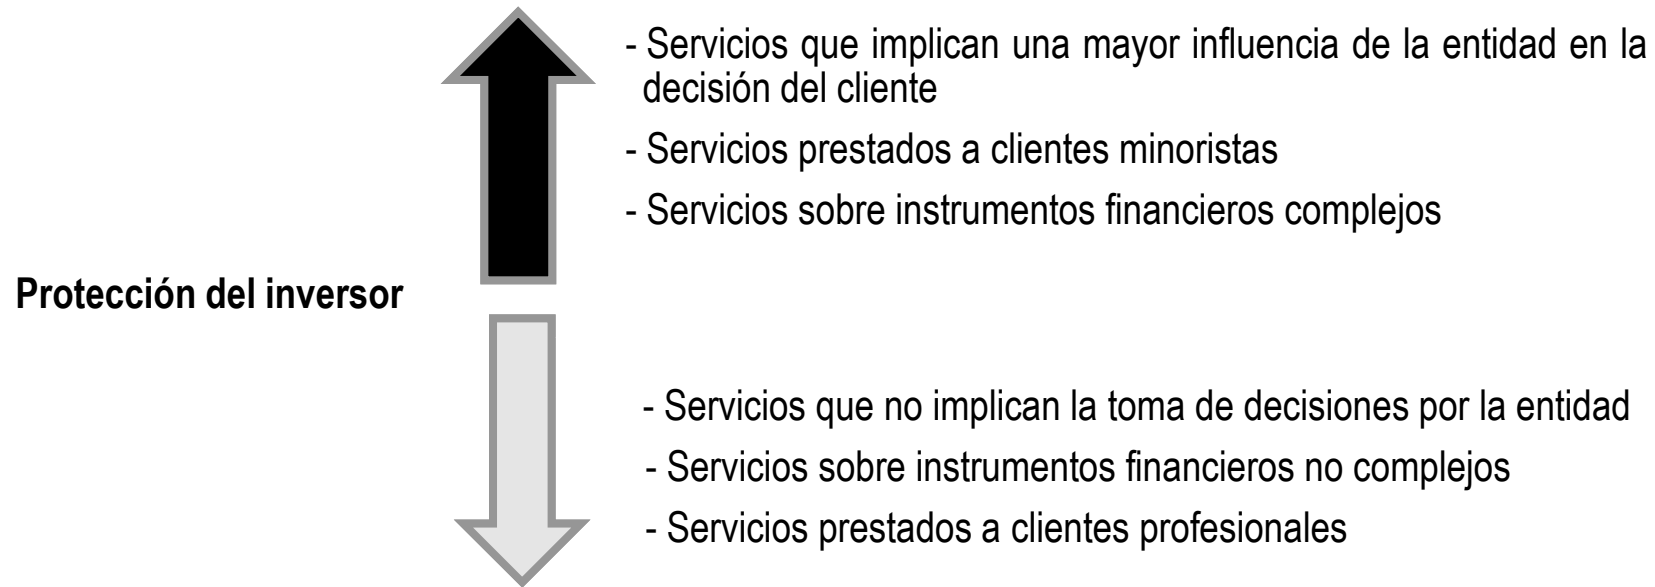 - Servicios que implican una mayor influencia de la entidad en la
decisión del cliente
- Servicios prestados a clientes minoristas
- Servicios sobre instrumentos financieros complejos
Protección del inversor
- Servicios que no implican la toma de decisiones por la entidad
- Servicios sobre instrumentos financieros no complejos
- Servicios prestados a clientes profesionales